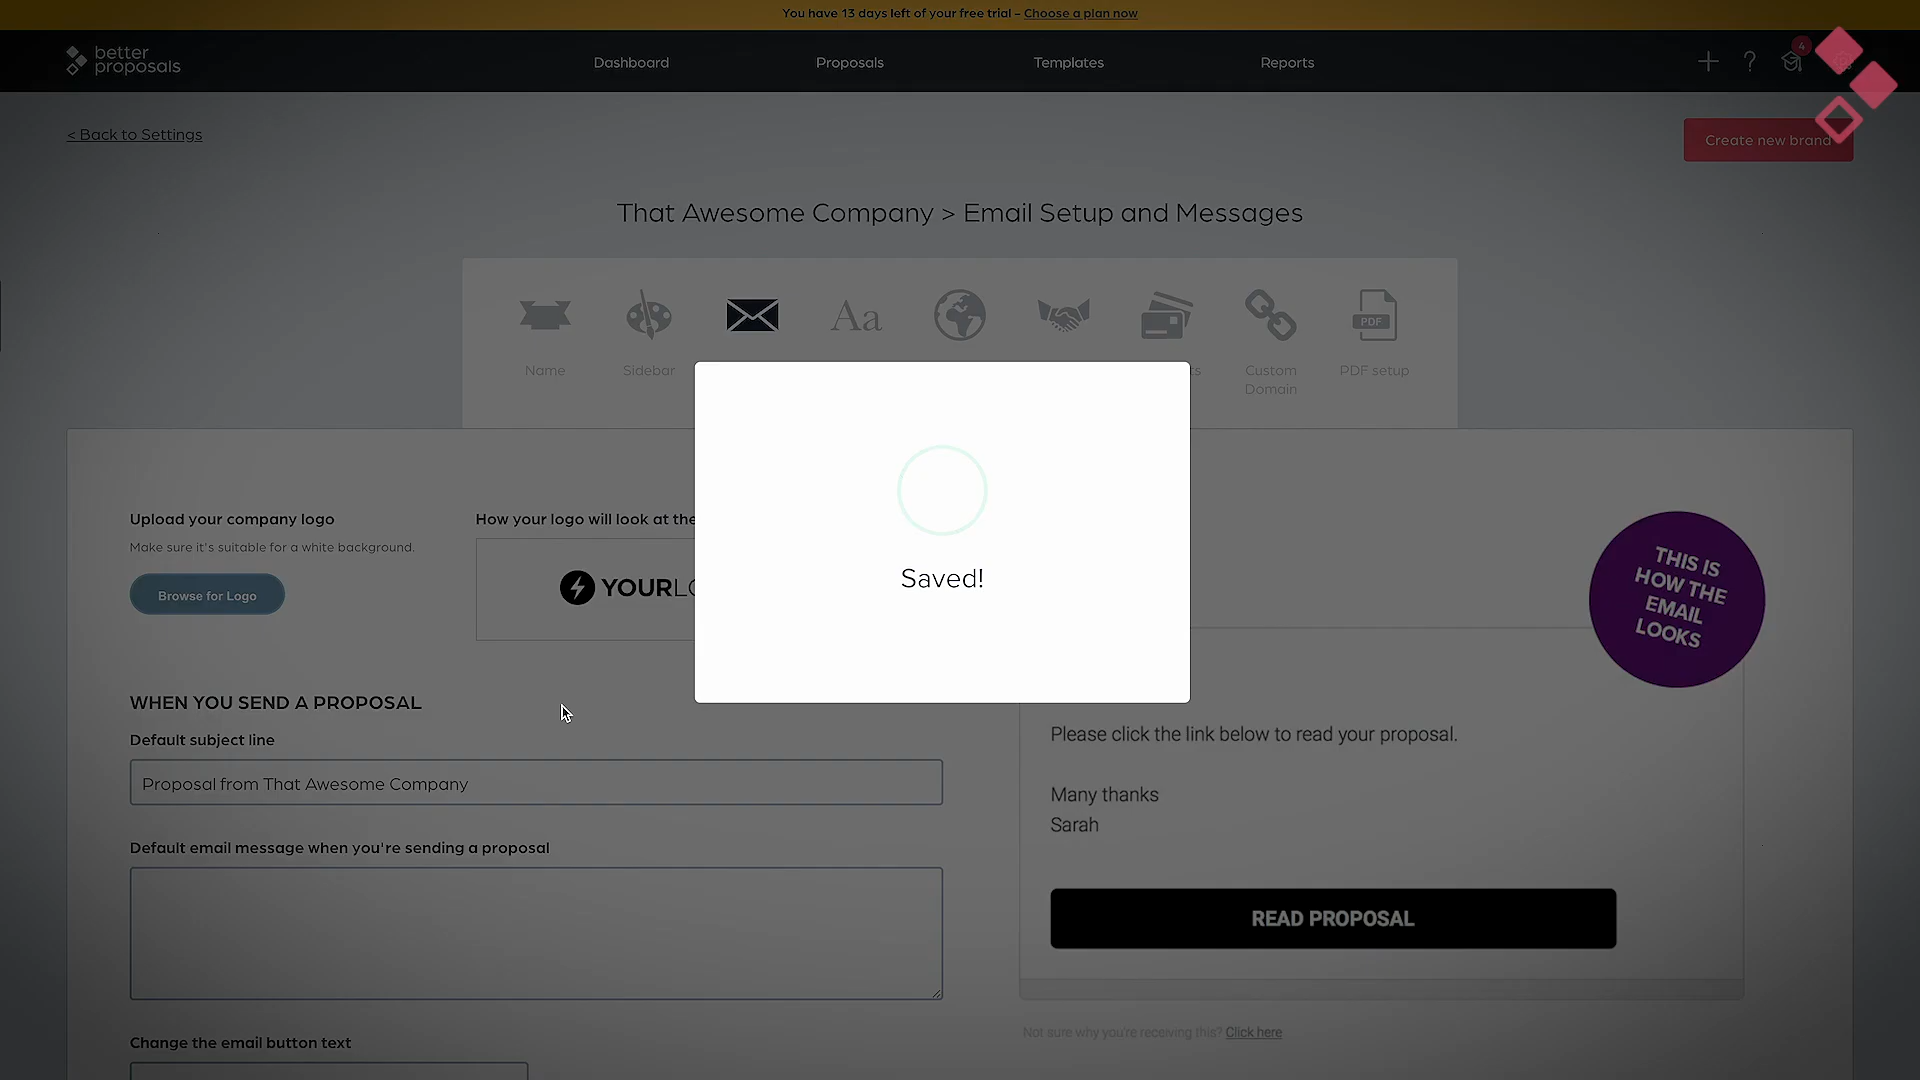 You have 13 days left of your free trial - Choose a plan now
better
proposals
Dashboard
Proposals
Templates
Reports
4
< Back to Settings
Create new brand
That Awesome Company > Email Setup and Messages
Aa
PDF
Name
Sidebar
ts
Custom
Domain
PDF setup
Saved!
Upload your company logo
Make sure it's suitable for a white background.
Browse for Logo
How your logo will look at the
YOURLO
THIS IS
HOW THE
EMAIL
LOOKS
WHEN YOU SEND A PROPOSAL
Default subject line
Proposal from That Awesome Company
Default email message when you're sending a proposal
Change the email button text
Please click the link below to read your proposal.
Many thanks
Sarah
READ PROPOSAL
Not sure why you're receiving this? Click here